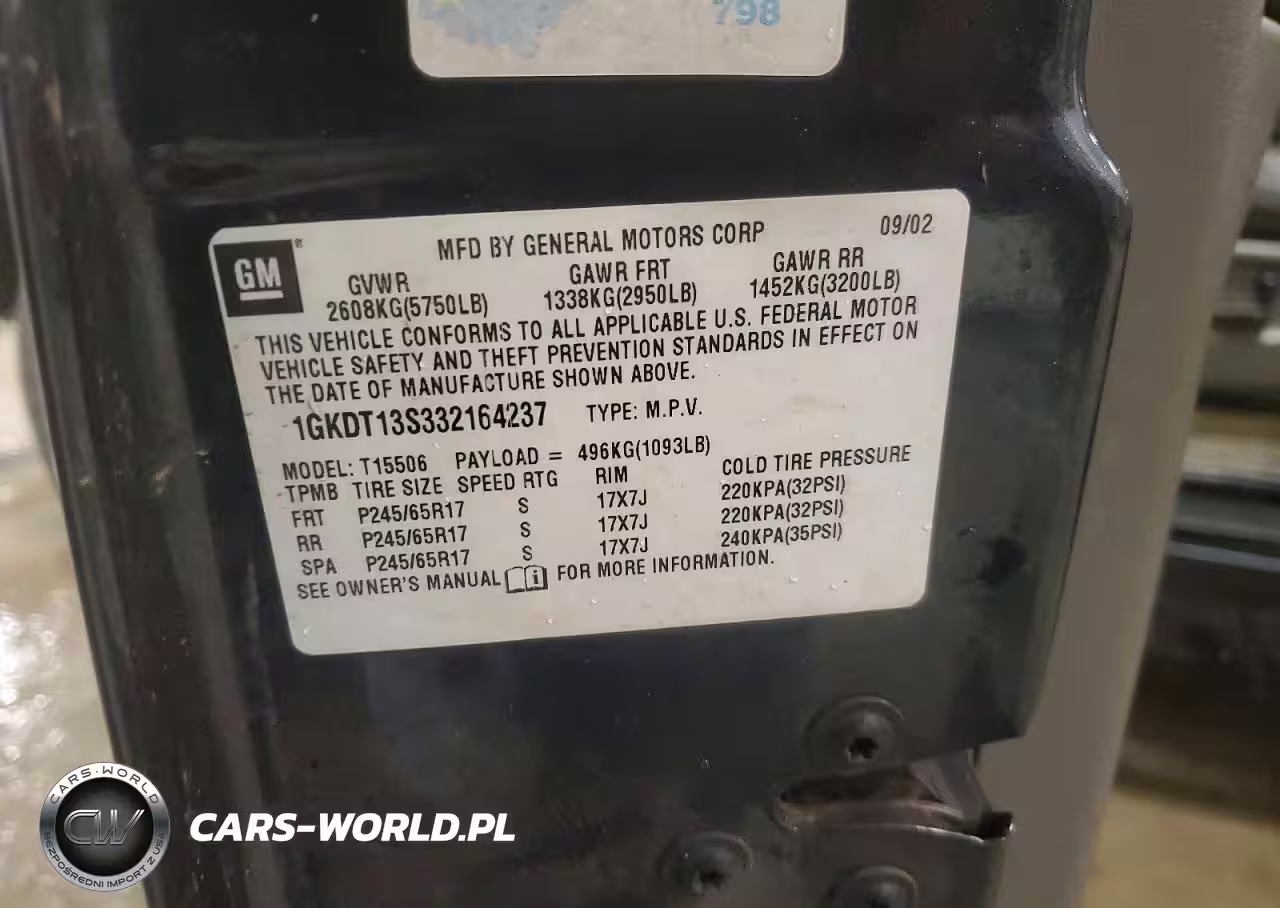 798
GM ®
MFD BY GENERAL MOTORS CORP 09/02
GVWR GAWR FRT GAWR RR
2608KG(5750LB) 1338KG(2950LB) 1452KG(3200LB)
THIS VEHICLE CONFORMS TO ALL APPLICABLE U.S. FEDERAL MOTOR
VEHICLE SAFETY AND THEFT PREVENTION STANDARDS IN EFFECT ON
THE DATE OF MANUFACTURE SHOWN ABOVE.
1GKDT13S332164237 TYPE: M.P.V.
MODEL: T15506 PAYLOAD = 496KG(1093LB)
TPMB TIRE SIZE SPEED RTG RIM COLD TIRE PRESSURE
FRT P245/65R17 S 17X7J 220KPA(32PSI)
RR P245/65R17 S 17X7J 220KPA(32PSI)
SPA P245/65R17 S 17X7J 240KPA(35PSI)
SEE OWNER'S MANUAL i FOR MORE INFORMATION.
CARS-WORLD
CW
BEZPOŚREDNI IMPORT Z USA
CARS-WORLD.PL